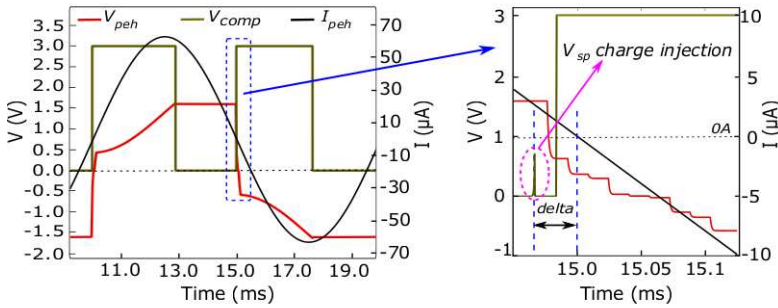 V_peh V_comp I_peh
3.5
3.0
2.5
2.0
1.5
1.0
0.5
0.0
-0.5
-1.0
-1.5
-2.0
V (V)
70
50
30
10
-10
-30
-50
-70
I (μA)
11.0 13.0 15.0 17.0 19.0
Time (ms)
3
2
1
0
-1
V (V)
V_sp charge injection
0A
delta
10
5
0
-5
-10
I (μA)
15.0 15.05 15.1
Time (ms)